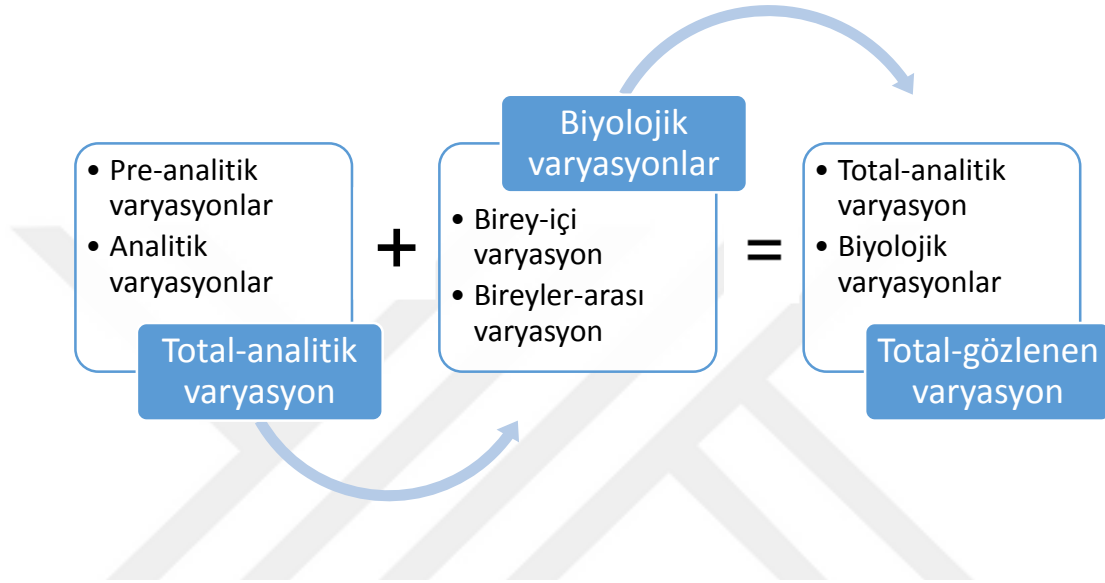 • Pre-analitik
varyasyonlar
• Analitik
varyasyonlar
Total-analitik
varyasyon
+
Biyolojik
varyasyonlar
• Birey-içi
varyasyon
• Bireyler-arası
varyasyon
=
• Total-analitik
varyasyon
• Biyolojik
varyasyonlar
Total-gözlenen
varyasyon